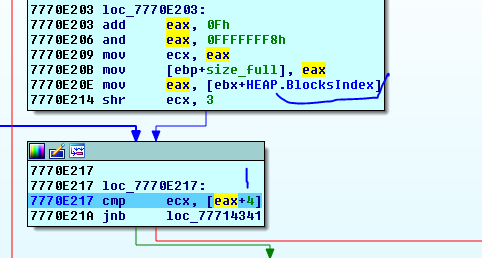 7770E203 loc_7770E203:
7770E203 add eax, 0Fh
7770E206 and eax, 0FFFFFFF8h
7770E209 mov ecx, eax
7770E20B mov [ebp+size_full], eax
7770E20E mov eax, [ebx+HEAP.BlocksIndex]
7770E214 shr ecx, 3
7770E217
7770E217 loc_7770E217:
7770E217 cmp ecx, [eax+4]
7770E21A jnb loc_77714341